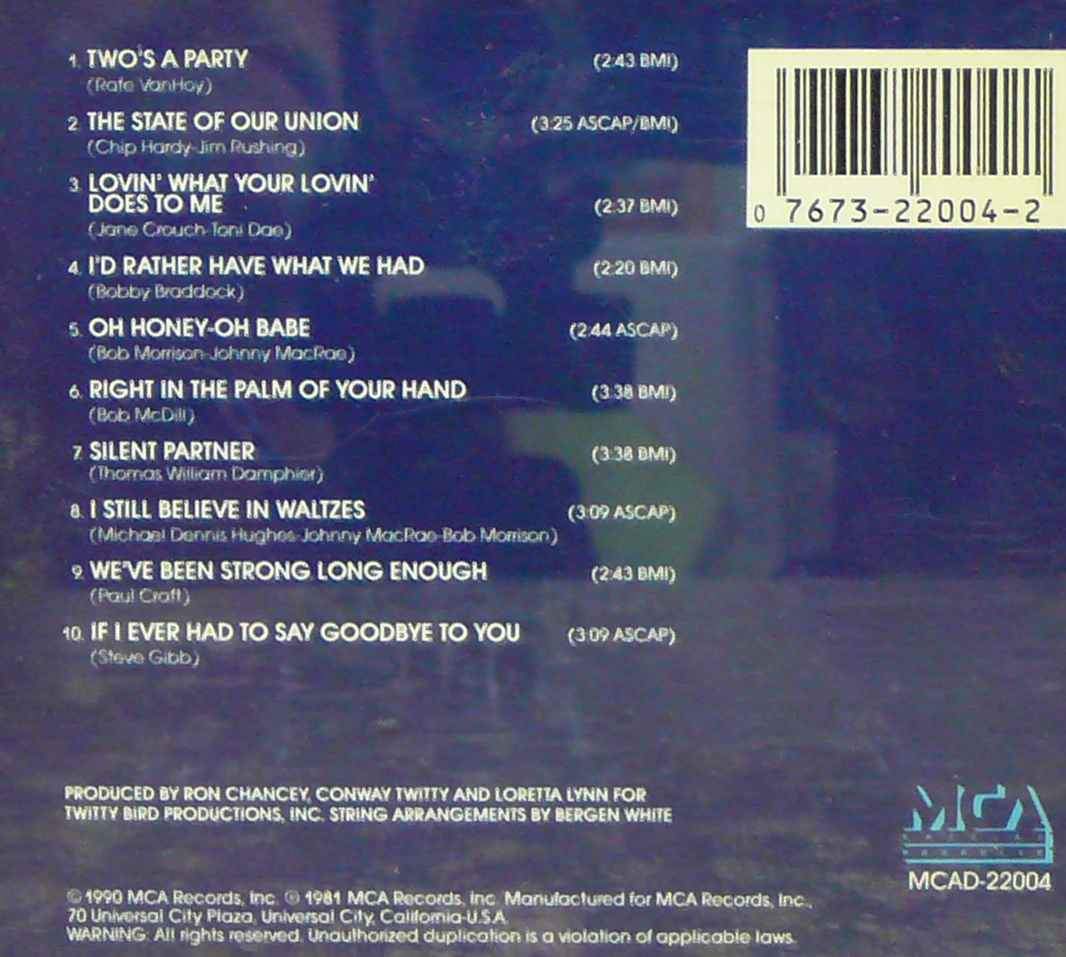 1. TWO'S A PARTY (2:43 BMI)
(Rafe VanHoy)
2. THE STATE OF OUR UNION (3:25 ASCAP/BMI)
(Chip Hardy-Jim Rushing)
3. LOVIN' WHAT YOUR LOVIN'
DOES TO ME (2:37 BMI)
(Jane Crouch-Toni Dae)
4. I'D RATHER HAVE WHAT WE HAD (2:20 BMI)
(Bobby Braddock)
5. OH HONEY-OH BABE (2:44 ASCAP)
(Bob Morrison-Johnny MacRae)
6. RIGHT IN THE PALM OF YOUR HAND (3:38 BMI)
(Bob McDill)
7. SILENT PARTNER (3:38 BMI)
(Thomas William Damphier)
8. I STILL BELIEVE IN WALTZES (3:09 ASCAP)
(Michael Dennis Hughes-Johnny MacRae-Bob Morrison)
9. WE'VE BEEN STRONG LONG ENOUGH (2:43 BMI)
(Paul Craft)
10. IF I EVER HAD TO SAY GOODBYE TO YOU (3:09 ASCAP)
(Steve Gibb)
0 7673-22004-2
PRODUCED BY RON CHANCEY, CONWAY TWITTY AND LORETTA LYNN FOR
TWITTY BIRD PRODUCTIONS, INC. STRING ARRANGEMENTS BY BERGEN WHITE
MCA
MCAD-22004
© 1990 MCA Records, Inc. ℗ 1981 MCA Records, Inc. Manufactured for MCA Records, Inc.,
70 Universal City Plaza, Universal City, California-U.S.A.
WARNING: All rights reserved. Unauthorized duplication is a violation of applicable laws.